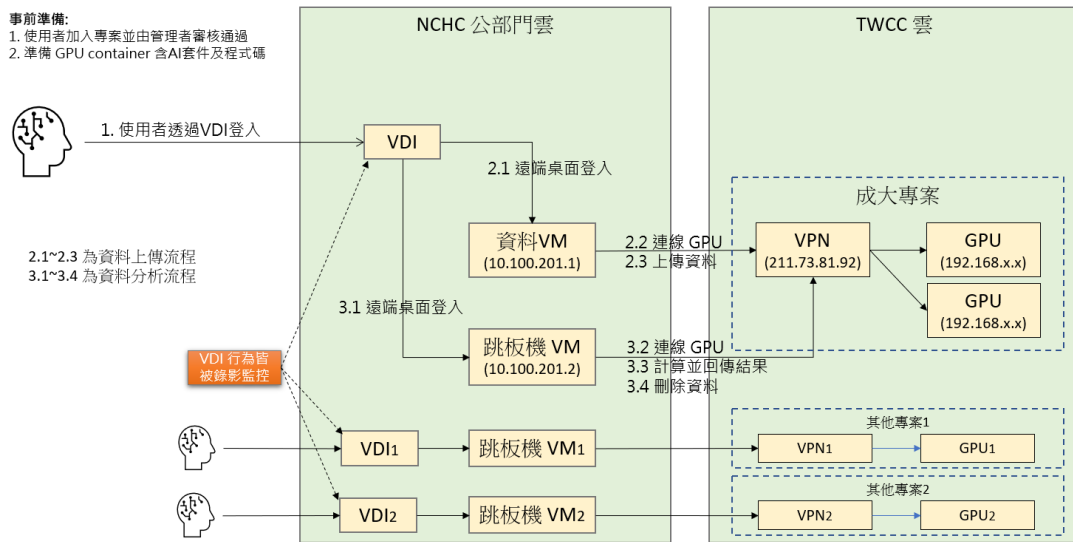 事前準備:
1. 使用者加入專案並由管理者審核通過
2. 準備 GPU container 含AI套件及程式碼
NCHC 公部門雲
TWCC 雲
1. 使用者透過VDI登入
VDI
2.1 遠端桌面登入
成大專案
資料VM
(10.100.201.1)
2.2 連線 GPU
2.3 上傳資料
VPN
(211.73.81.92)
GPU
(192.168.x.x)
GPU
(192.168.x.x)
2.1~2.3 為資料上傳流程
3.1~3.4 為資料分析流程
3.1 遠端桌面登入
跳板機 VM
(10.100.201.2)
3.2 連線 GPU
3.3 計算並回傳結果
3.4 刪除資料
VDI 行為皆
被錄影監控
其他專案1
VDI1
跳板機 VM1
VPN1
GPU1
其他專案2
VDI2
跳板機 VM2
VPN2
GPU2